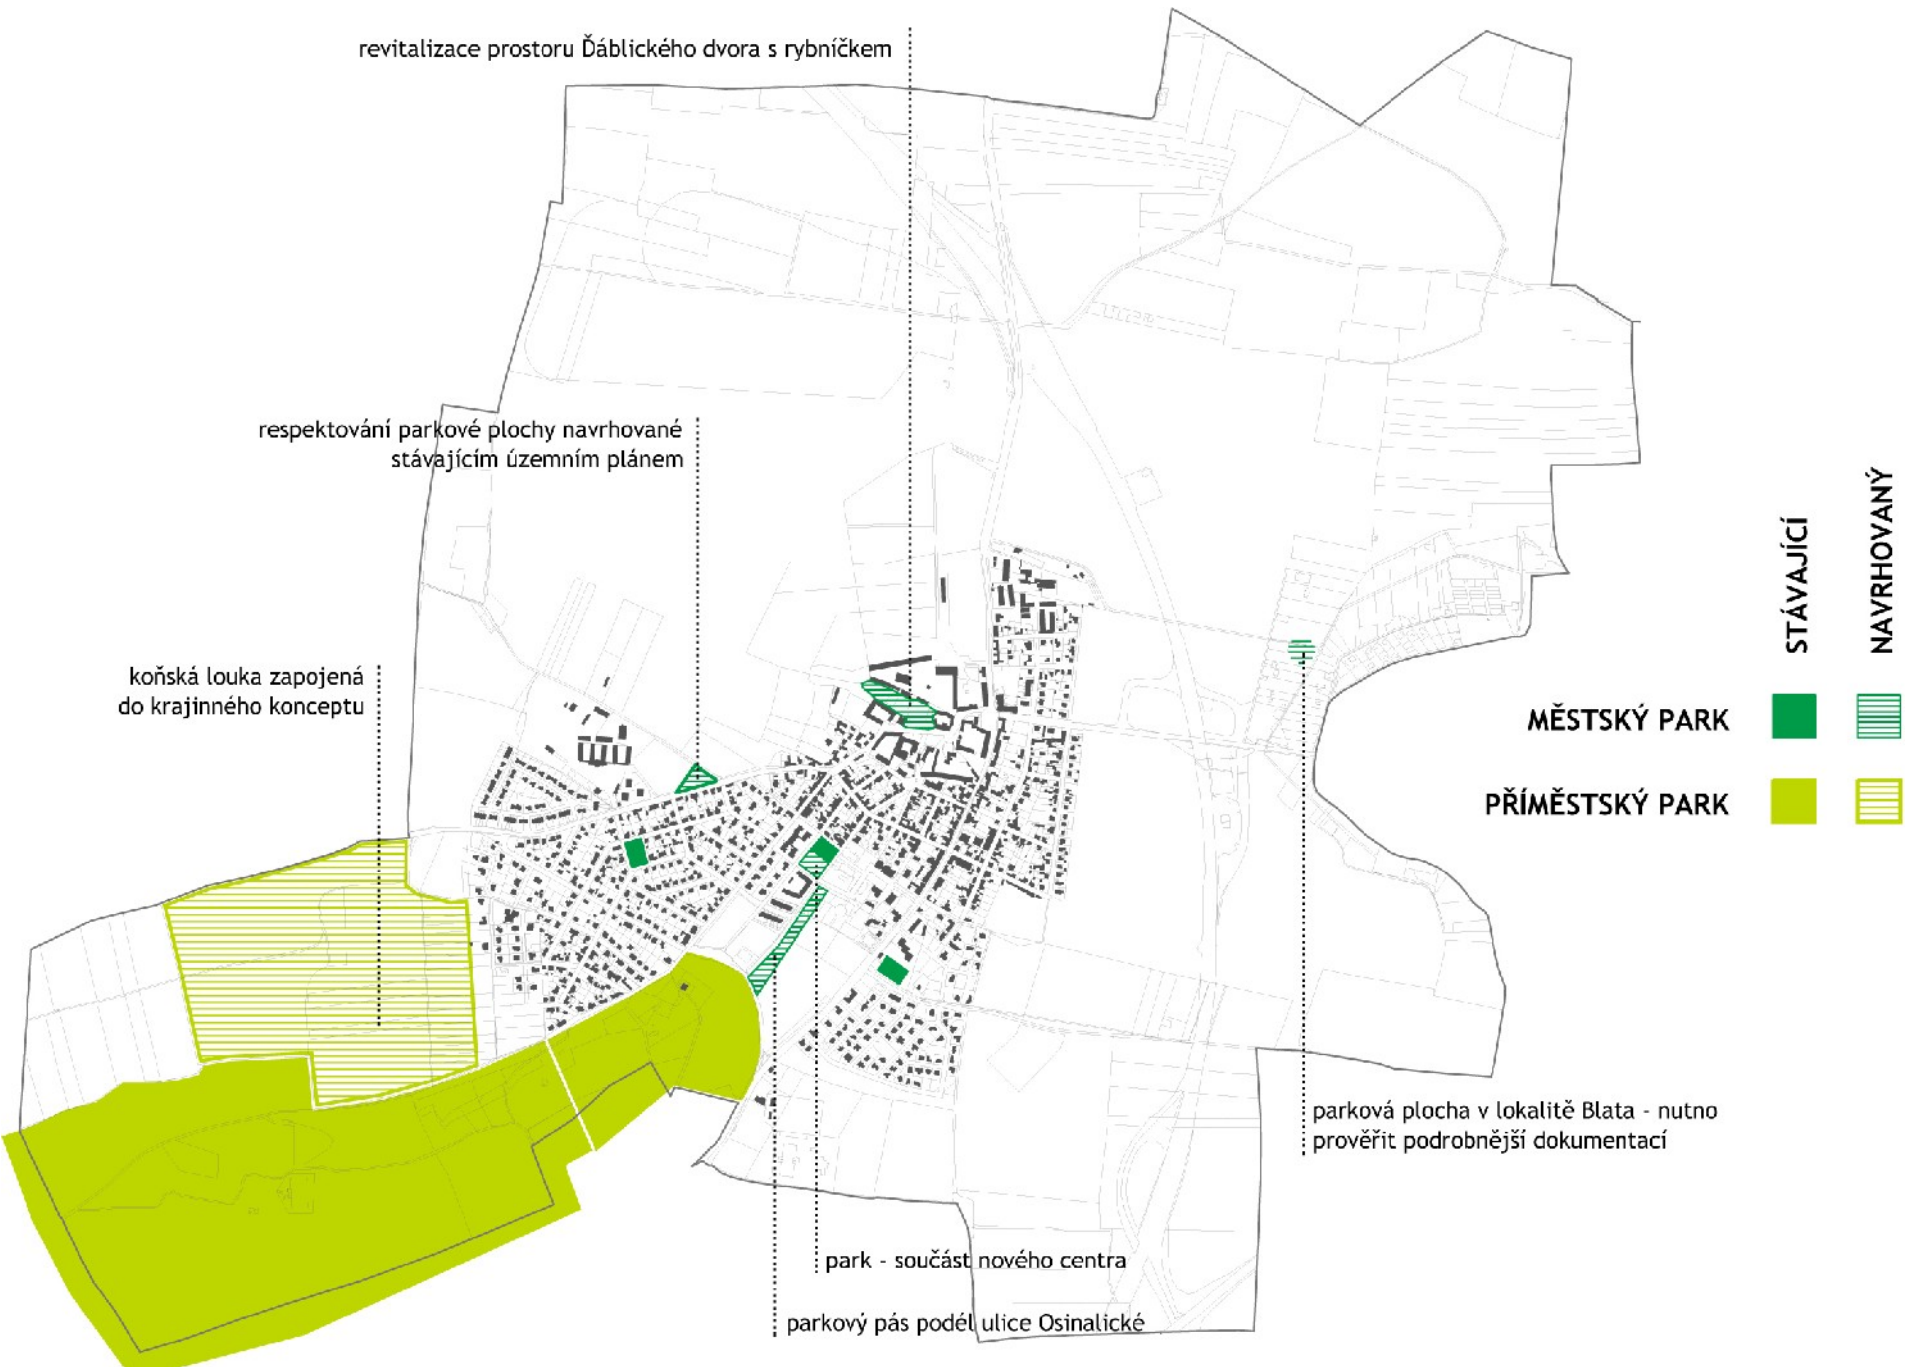 revitalizace prostoru Ďáblického dvora s rybníčkem
respektování parkové plochy navrhované
stávajícím územním plánem
koňská louka zapojená
do krajinného konceptu
STÁVAJÍCÍ
NAVRHOVANÝ
MĚSTSKÝ PARK
PŘÍMĚSTSKÝ PARK
parková plocha v lokalitě Blata - nutno
prověřit podrobnější dokumentací
park - součást nového centra
parkový pás podél ulice Osinalické